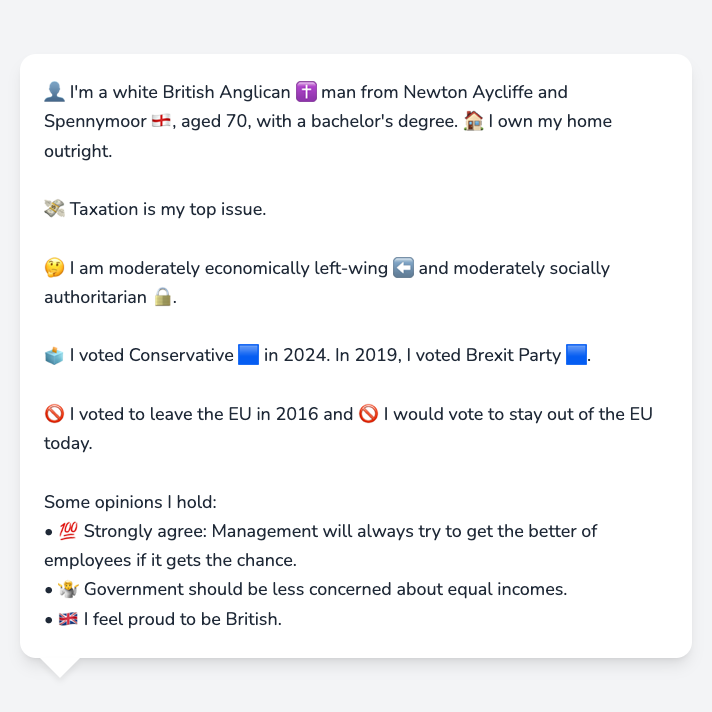 👤 I'm a white British Anglican ✝️ man from Newton Aycliffe and
Spennymoor 🏴󠁧󠁢󠁥󠁮󠁧󠁿, aged 70, with a bachelor's degree. 🏠 I own my home
outright.
💸 Taxation is my top issue.
🤔 I am moderately economically left-wing ⬅️ and moderately socially
authoritarian 🔒.
🗳️ I voted Conservative 🟦 in 2024. In 2019, I voted Brexit Party 🟦.
🚫 I voted to leave the EU in 2016 and 🚫 I would vote to stay out of the EU
today.
Some opinions I hold:
• 💯 Strongly agree: Management will always try to get the better of
employees if it gets the chance.
• 🤷 Government should be less concerned about equal incomes.
• 🇬🇧 I feel proud to be British.